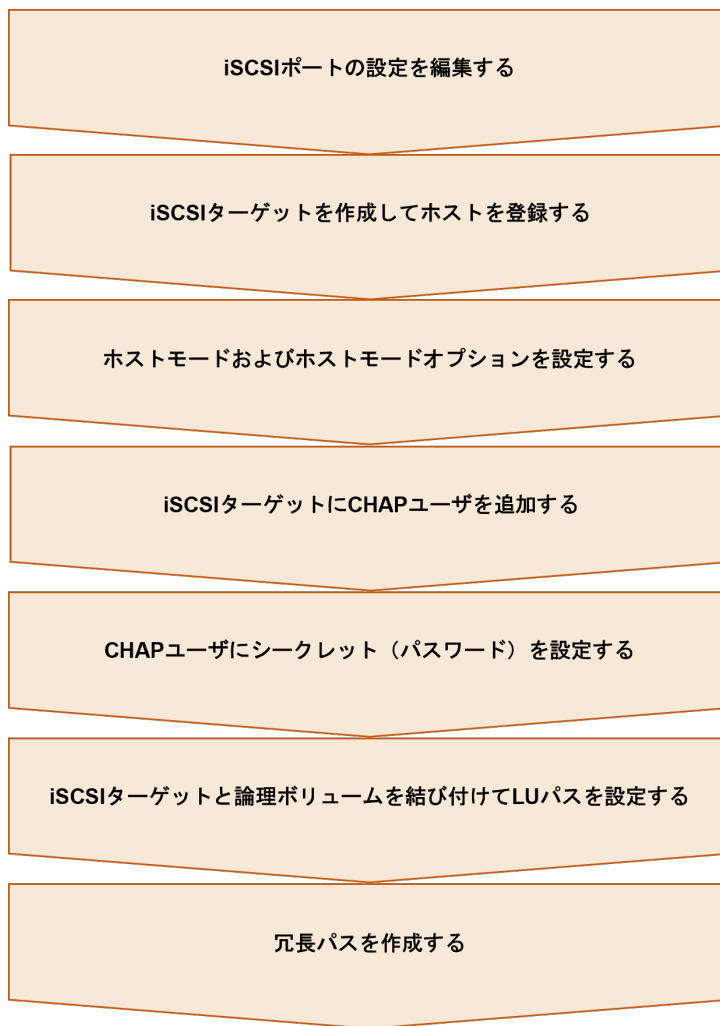 iSCSIポートの設定を編集する
iSCSIターゲットを作成してホストを登録する
ホストモードおよびホストモードオプションを設定する
iSCSIターゲットにCHAPユーザを追加する
CHAPユーザにシークレット（パスワード）を設定する
iSCSIターゲットと論理ボリュームを結び付けてLUパスを設定する
冗長パスを作成する